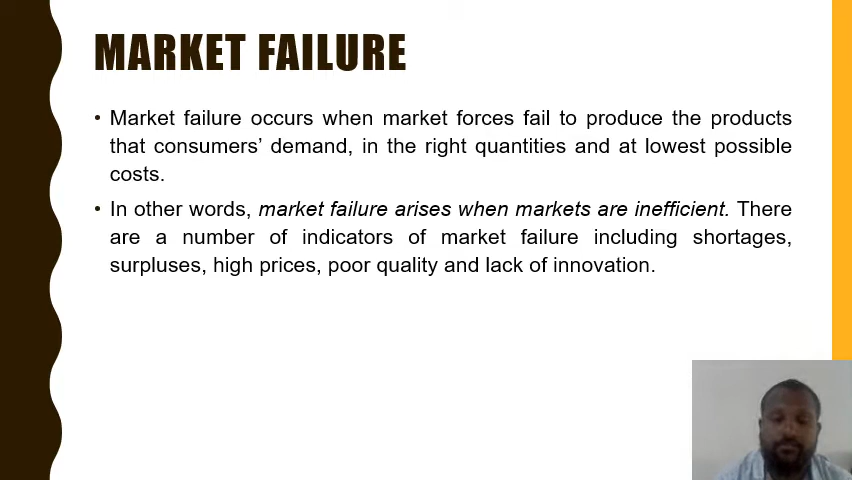 MARKET FAILURE
• Market failure occurs when market forces fail to produce the products
that consumers’ demand, in the right quantities and at lowest possible
costs.
• In other words, market failure arises when markets are inefficient. There
are a number of indicators of market failure including shortages,
surpluses, high prices, poor quality and lack of innovation.